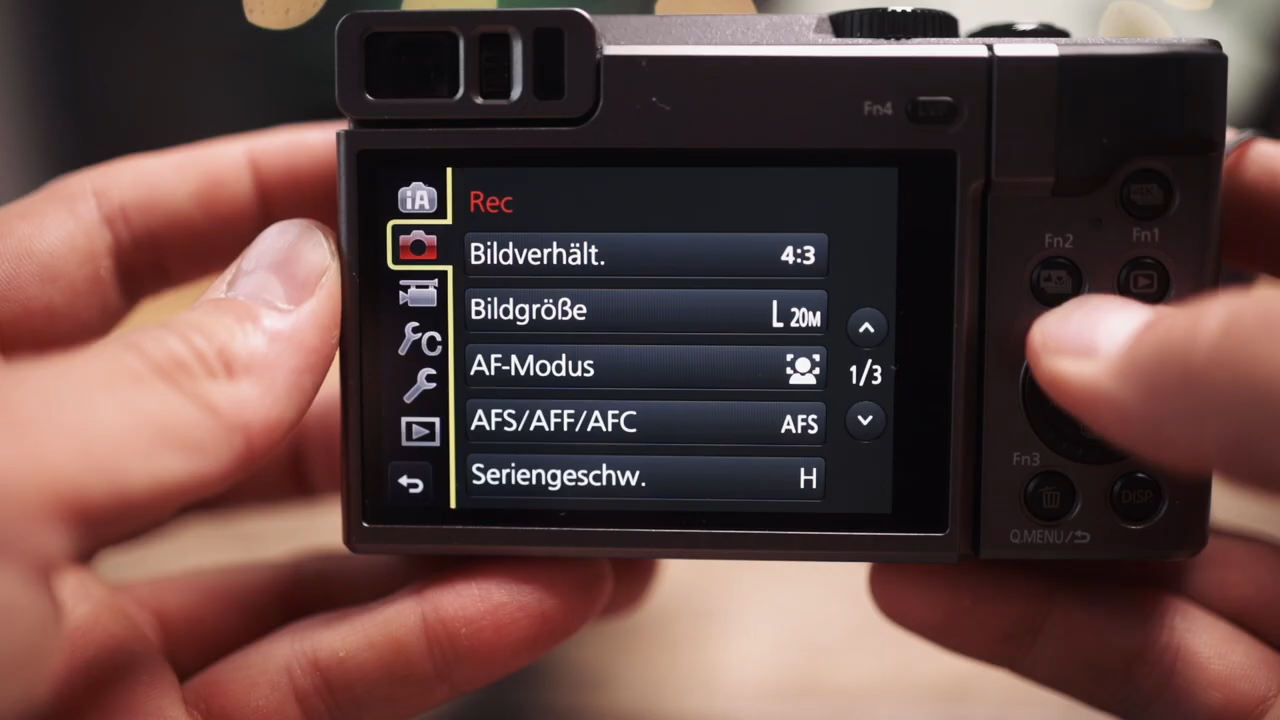 Fn4
iA
Rec
Bildverhält. 4:3
Bildgröße L 20M
AF-Modus
1/3
AFS/AFF/AFC AFS
Seriengeschw. H
C
Fn2 Fn1
Fn3
DISP.
Q.MENU/